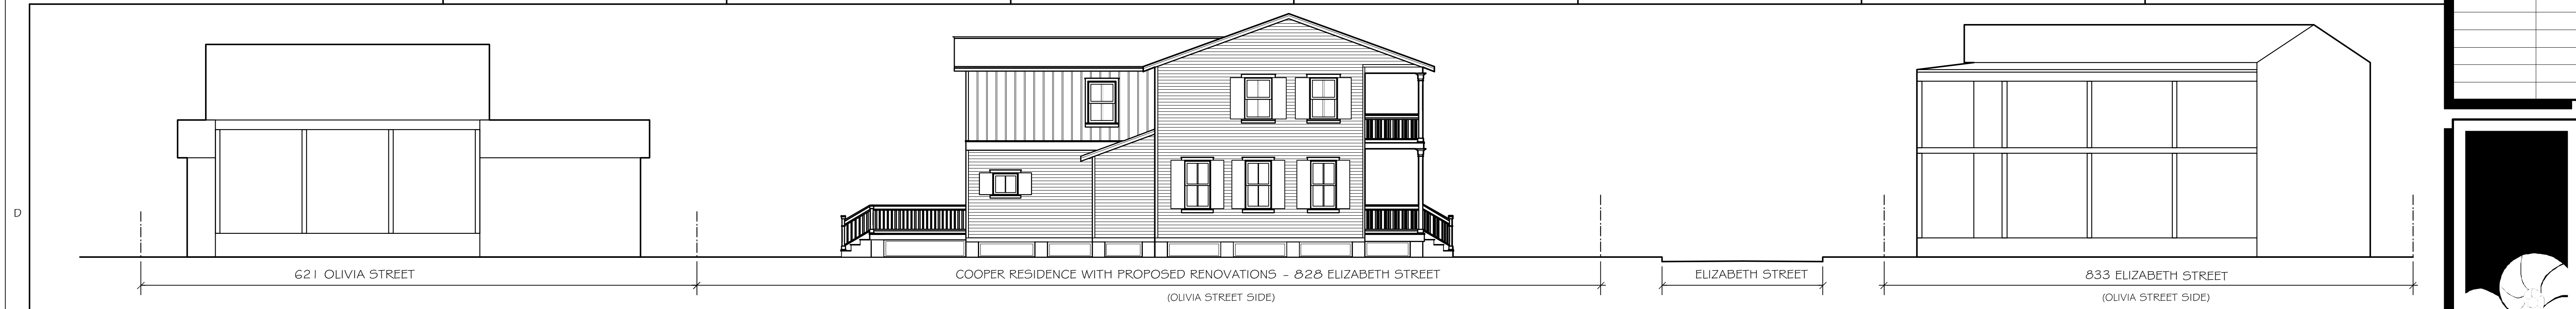 D
621 OLIVIA STREET
COOPER RESIDENCE WITH PROPOSED RENOVATIONS - 828 ELIZABETH STREET
(OLIVIA STREET SIDE)
ELIZABETH STREET
833 ELIZABETH STREET
(OLIVIA STREET SIDE)